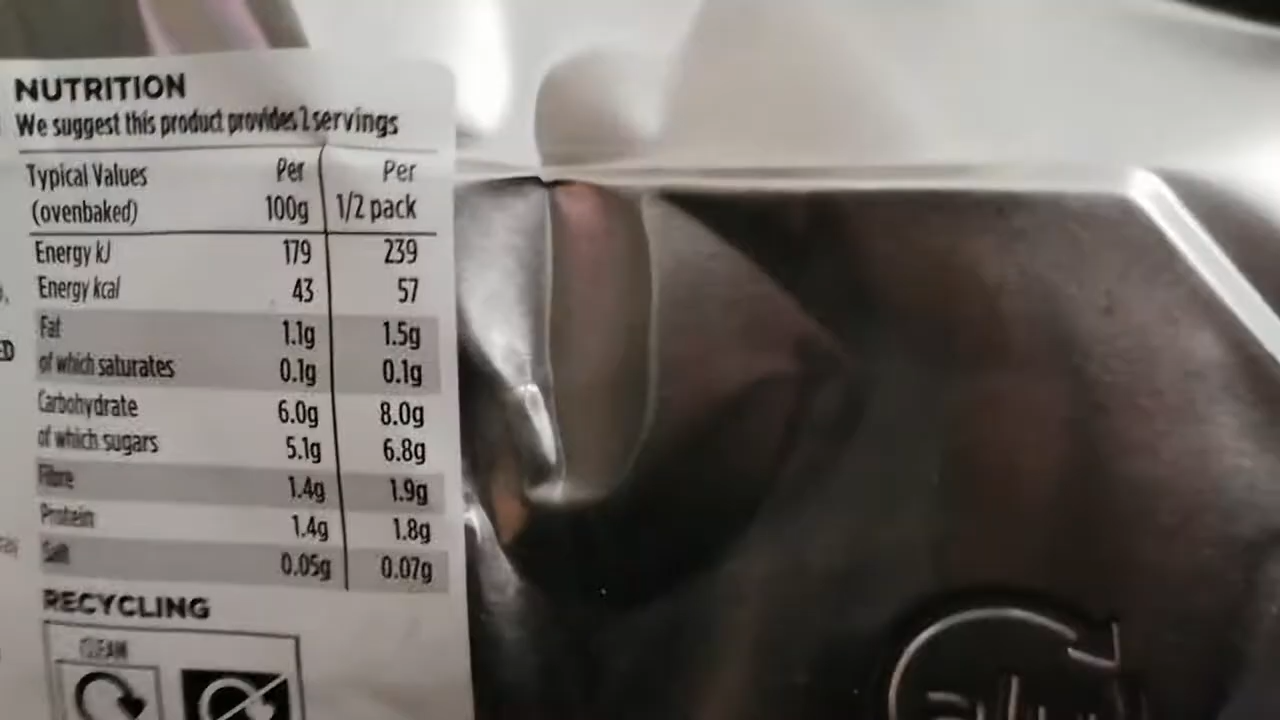 NUTRITION
We suggest this product provides 2 servings
Typical Values Per Per
(ovenbaked) 100g 1/2 pack
Energy kJ 179 239
Energy kcal 43 57
Fat 1.1g 1.5g
of which saturates 0.1g 0.1g
Carbohydrate 6.0g 8.0g
of which sugars 5.1g 6.8g
Fibre 1.4g 1.9g
Protein 1.4g 1.8g
Salt 0.05g 0.07g
RECYCLING
CLEAN